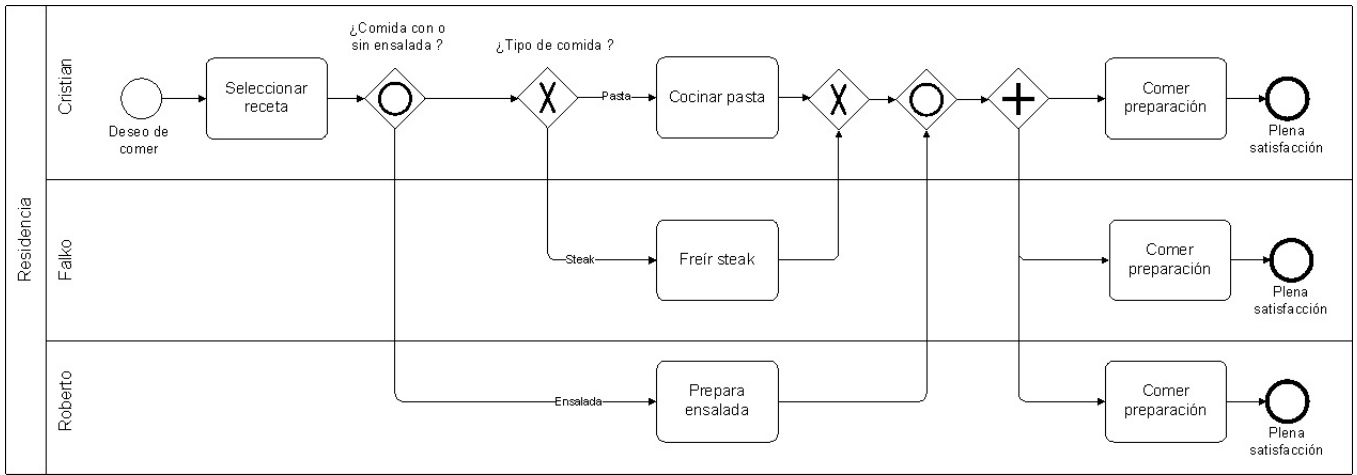 Residencia
Cristian
Deseo de
comer
Seleccionar
receta
¿Comida con o
sin ensalada ?
¿Tipo de comida ?
Pasta
Cocinar pasta
Comer
preparación
Plena
satisfacción
Falko
Steak
Freír steak
Comer
preparación
Plena
satisfacción
Roberto
Ensalada
Prepara
ensalada
Comer
preparación
Plena
satisfacción